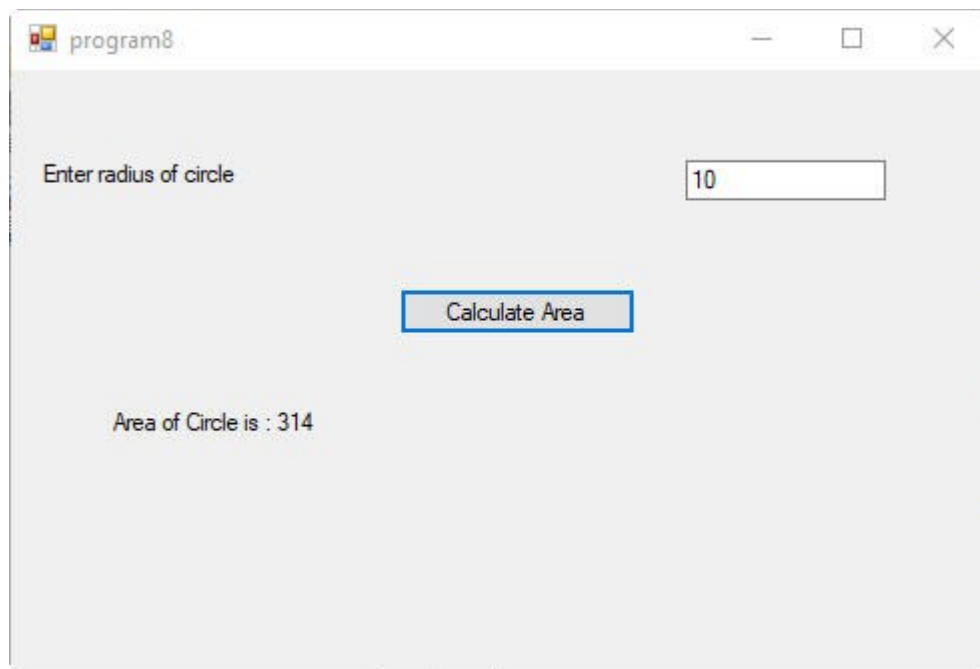 program8
Enter radius of circle
10
Calculate Area
Area of Circle is : 314